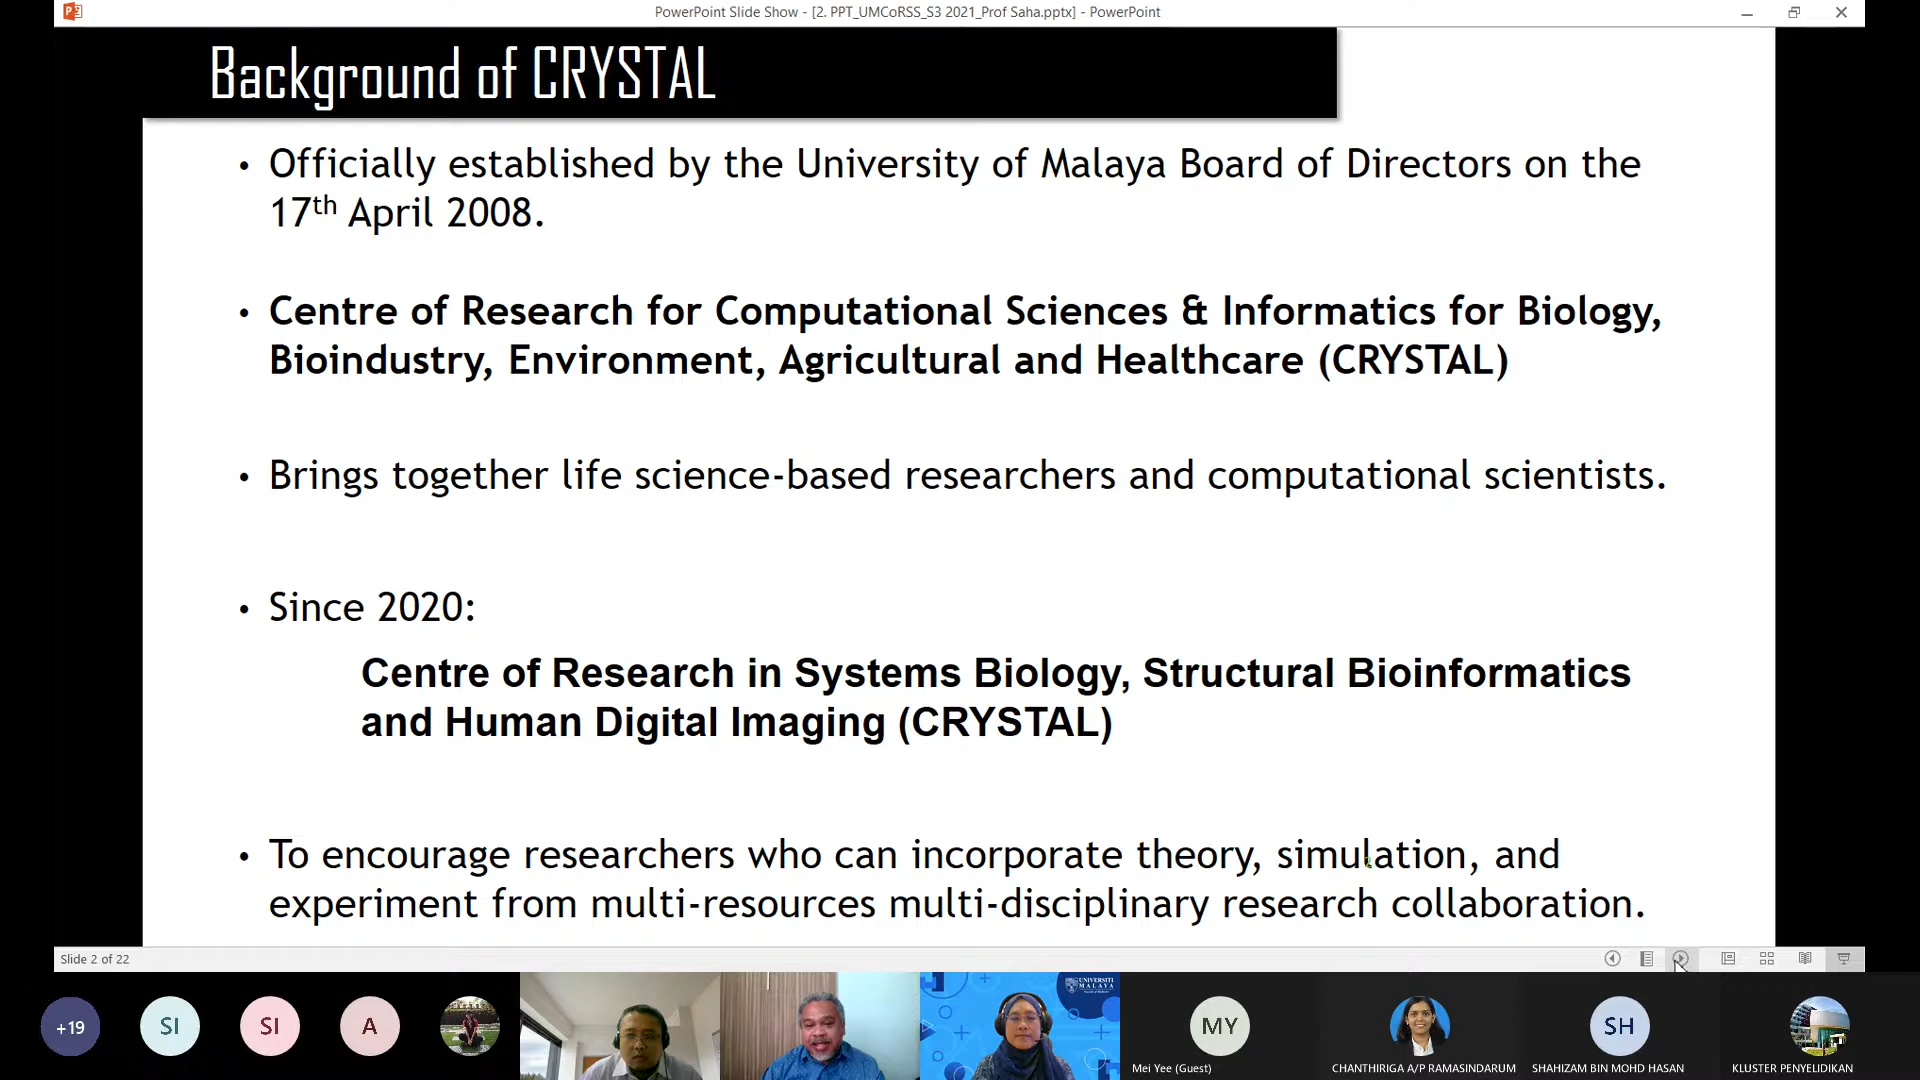 PowerPoint Slide Show - [2. PPT_UMCoRSS_S3 2021_Prof Saha.pptx] - PowerPoint
Background of CRYSTAL
• Officially established by the University of Malaya Board of Directors on the
17th April 2008.
• Centre of Research for Computational Sciences & Informatics for Biology,
Bioindustry, Environment, Agricultural and Healthcare (CRYSTAL)
• Brings together life science-based researchers and computational scientists.
• Since 2020:
Centre of Research in Systems Biology, Structural Bioinformatics
and Human Digital Imaging (CRYSTAL)
• To encourage researchers who can incorporate theory, simulation, and
experiment from multi-resources multi-disciplinary research collaboration.
Slide 2 of 22
+19
SI
SI
A
UNIVERSITI
MALAYA
MY
SH
Mei Yee (Guest)
CHANTHIRIGA A/P RAMASINDARUM
SHAHIZAM BIN MOHD HASAN
KLUSTER PENYELIDIKAN